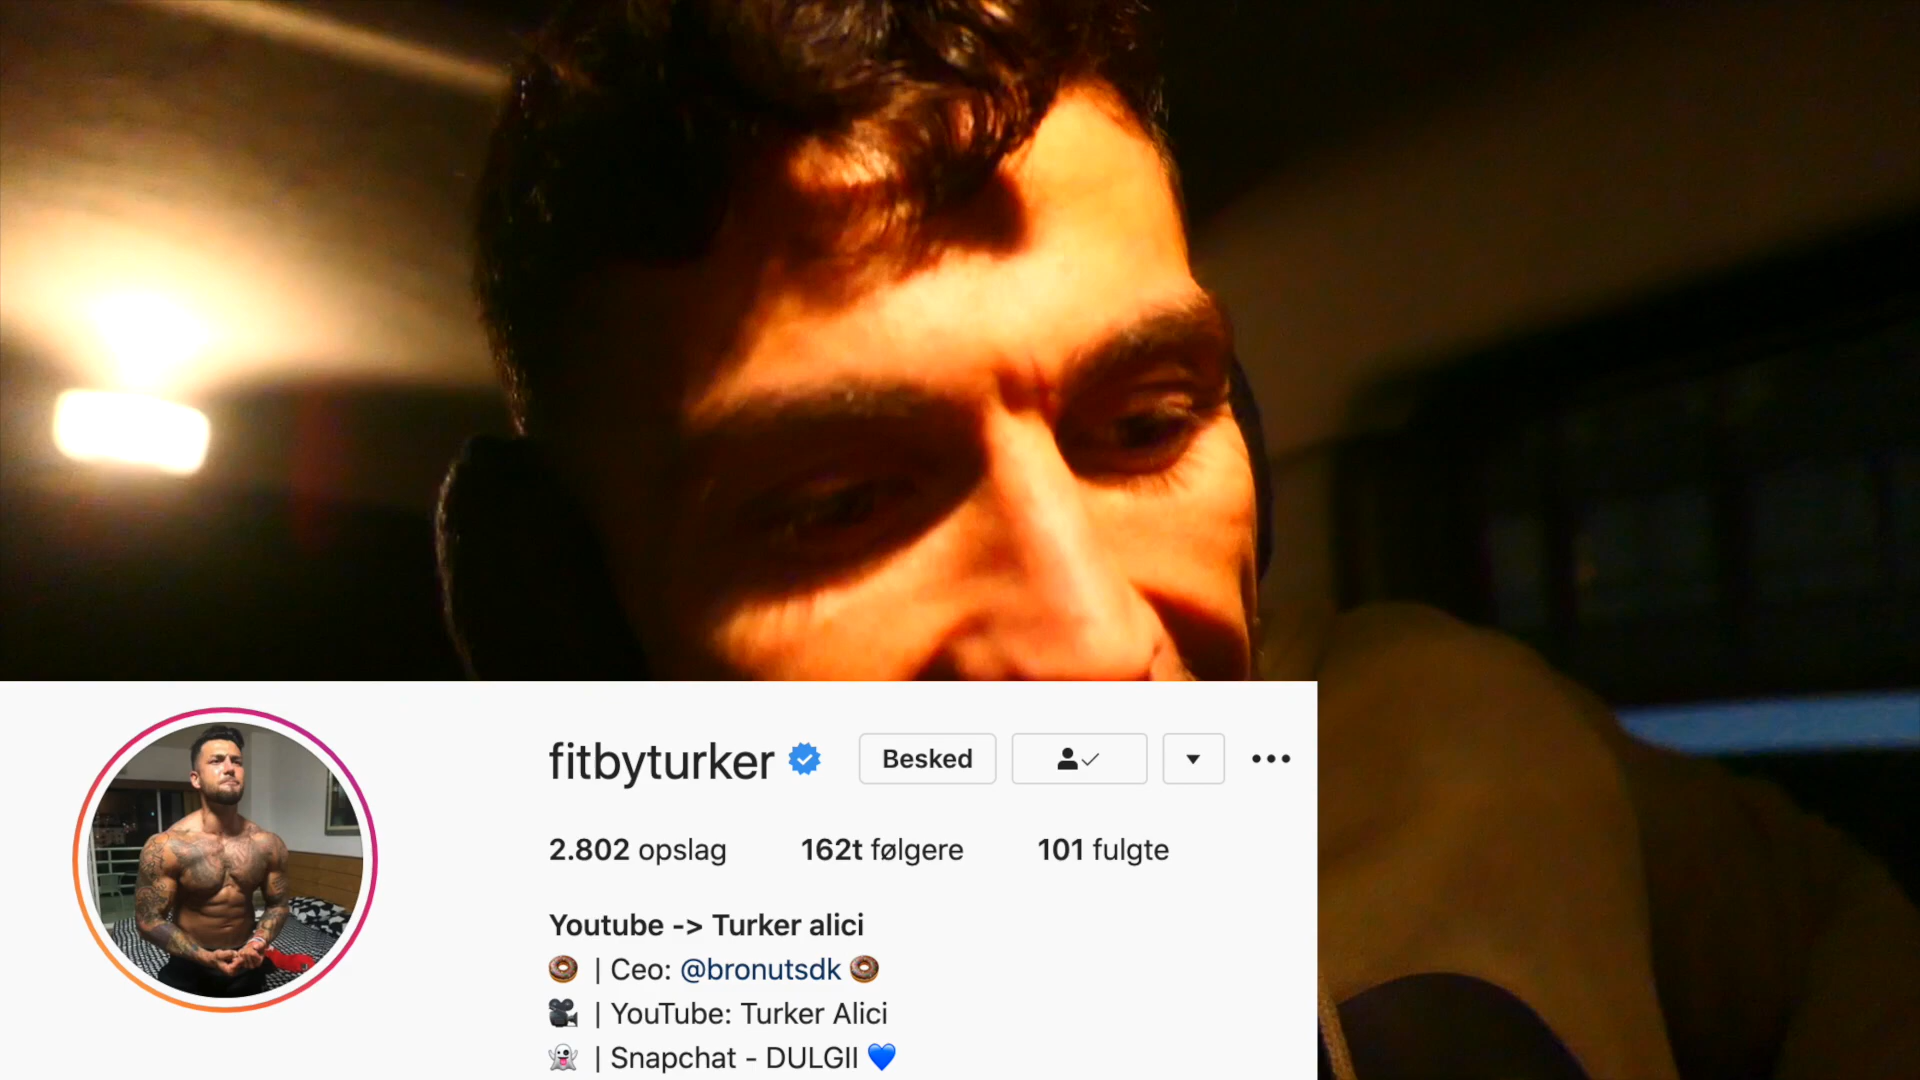 fitbyturker
Besked
2.802 opslag 162t følgere 101 fulgte
Youtube -> Turker alici
🍩 | Ceo: @bronutsdk 🍩
🎥 | YouTube: Turker Alici
👻 | Snapchat - DULGII 💙